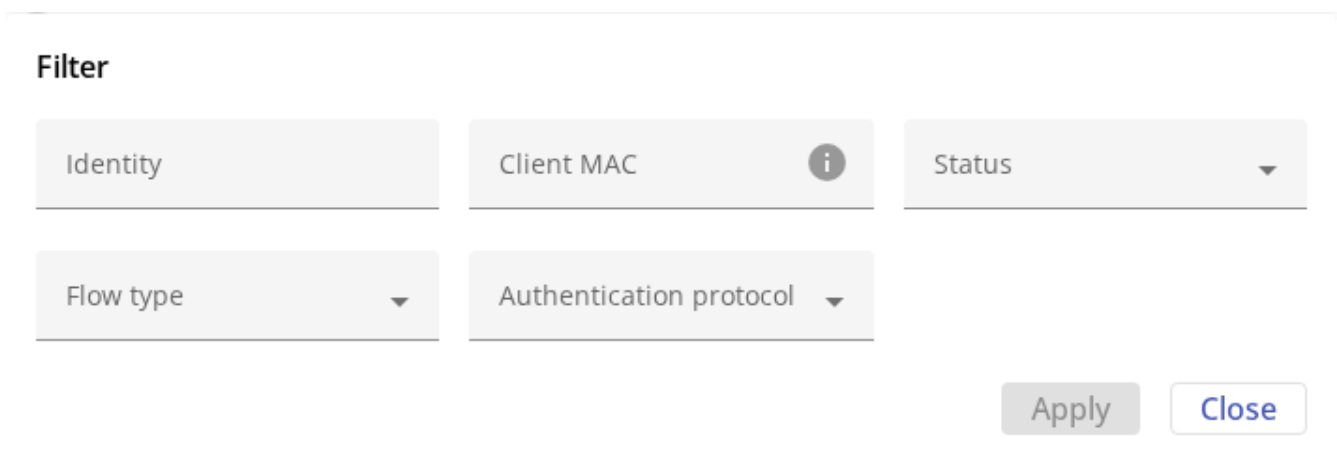 Filter
Identity
Client MAC
Status
Flow type
Authentication protocol
Apply
Close